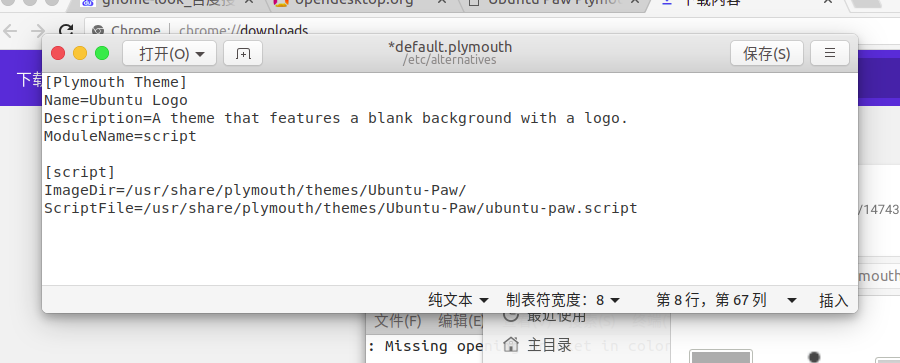 gnome-look_百度搜
opendesktop.org
Ubuntu Paw Plymo
下载内容
Chrome
chrome://downloads
打开(O)
*default.plymouth
/etc/alternatives
保存(S)
下载
[Plymouth Theme]
Name=Ubuntu Logo
Description=A theme that features a blank background with a logo.
ModuleName=script
[script]
ImageDir=/usr/share/plymouth/themes/Ubuntu-Paw/
ScriptFile=/usr/share/plymouth/themes/Ubuntu-Paw/ubuntu-paw.script
/14743
mouth
纯文本
制表符宽度：8
第 8 行，第 67 列
插入
文件(F)
编辑(E)
最近使用
: Missing ope
et in color
主目录